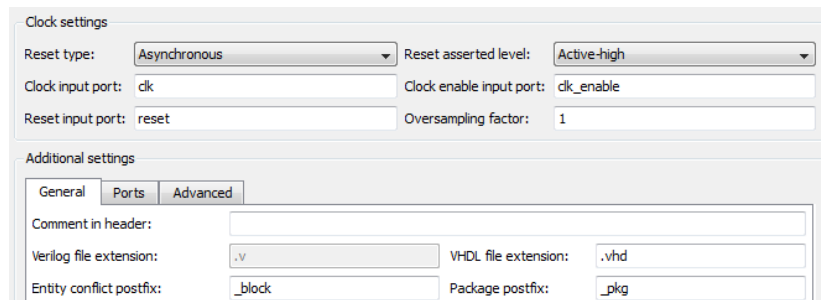 Clock settings
Reset type: Asynchronous Reset asserted level: Active-high
Clock input port: clk Clock enable input port: clk_enable
Reset input port: reset Oversampling factor: 1
Additional settings
General Ports Advanced
Comment in header:
Verilog file extension: .v VHDL file extension: .vhd
Entity conflict postfix: _block Package postfix: _pkg